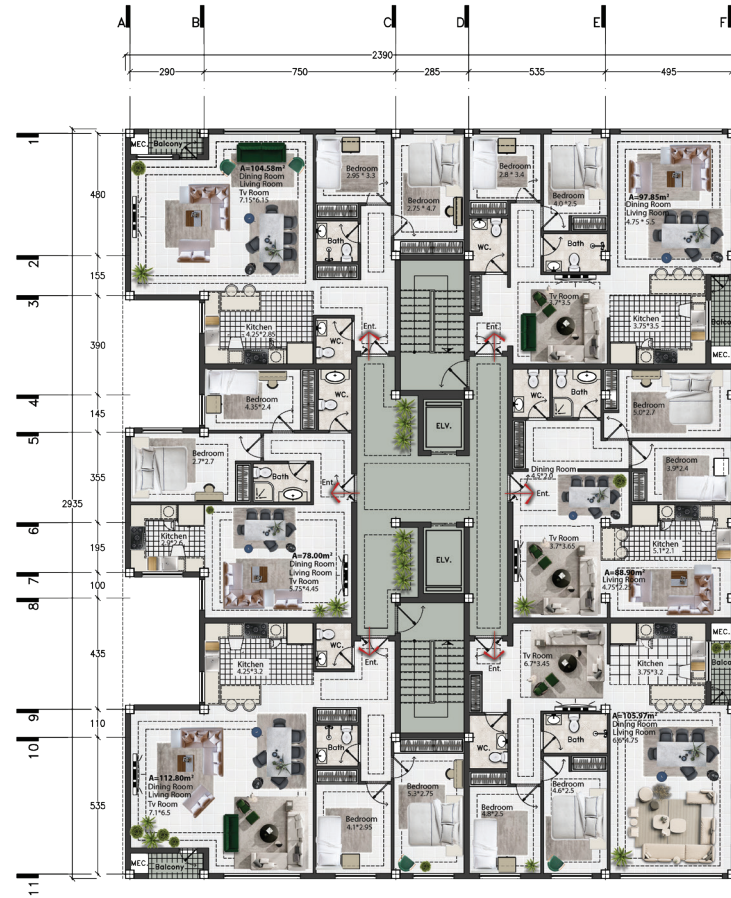 A
B
C
D
E
F
2390
290
750
285
535
495
1
2
3
4
5
6
7
8
9
10
11
2935
480
155
390
145
355
195
100
435
110
535
MEC.
Balcony
A=104.58m²
Dining Room
Living Room
Tv Room
7.15*6.15
Bedroom
2.95 * 3.3
Bedroom
2.75 * 4.7
Bedroom
2.8 * 3.4
Bedroom
4.0 *2.5
A=97.85m²
Dining Room
Living Room
4.75 * 5.5
Bath
WC.
Bath
Tv Room
Kitchen
4.25*2.85
WC.
Ent.
Ent.
Kitchen
3.75*3.5
MEC.
Bedroom
4.35*2.4
WC.
ELV.
WC.
Bath
Bedroom
5.0*2.7
Bedroom
2.7*2.7
Bath
Ent.
Dining Room
Ent.
Bedroom
3.9*2.4
Kitchen
A=78.00m²
Dining Room
Living Room
Tv Room
5.75*4.45
ELV.
Tv Room
3.7*3.65
Kitchen
5.1*2.1
A=88.90m²
Living Room
Kitchen
4.25*3.2
WC.
Ent.
Ent.
Tv Room
6.7*3.45
Kitchen
3.75*3.2
MEC.
A=112.80m²
Dining Room
Living Room
Tv Room
7.1*6.5
Bath
WC.
Bath
A=105.97m²
Dining Room
Living Room
6.6*4.75
Bedroom
4.1*2.95
Bedroom
5.3*2.75
Bedroom
4.8*2.5
Bedroom
4.6*2.5
MEC.
Balcony